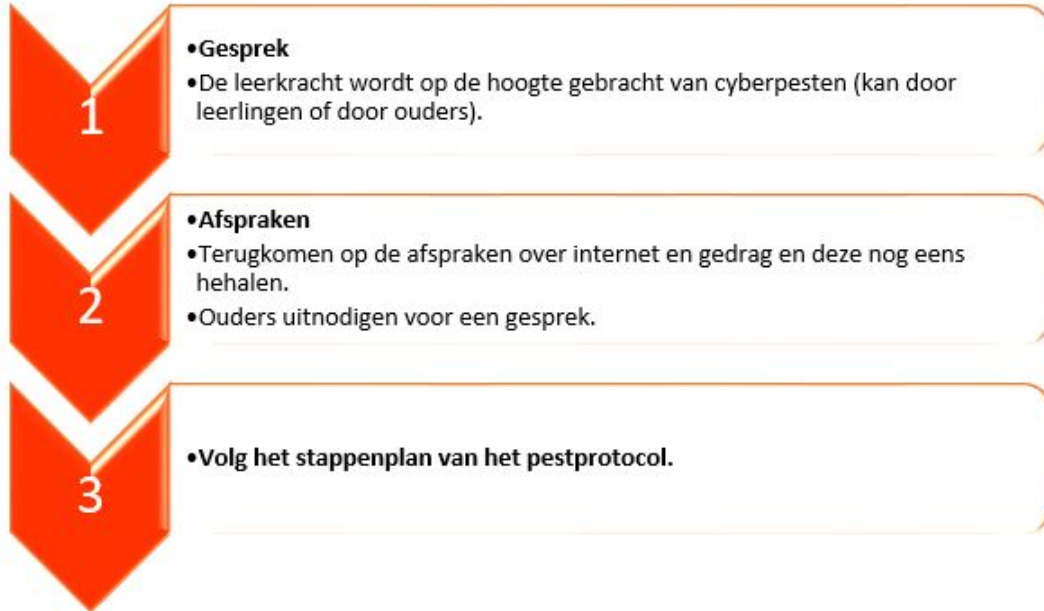 1
•Gesprek
•De leerkracht wordt op de hoogte gebracht van cyberpesten (kan door
leerlingen of door ouders).
2
•Afspraken
•Terugkomen op de afspraken over internet en gedrag en deze nog eens
hehalen.
•Ouders uitnodigen voor een gesprek.
3
•Volg het stappenplan van het pestprotocol.